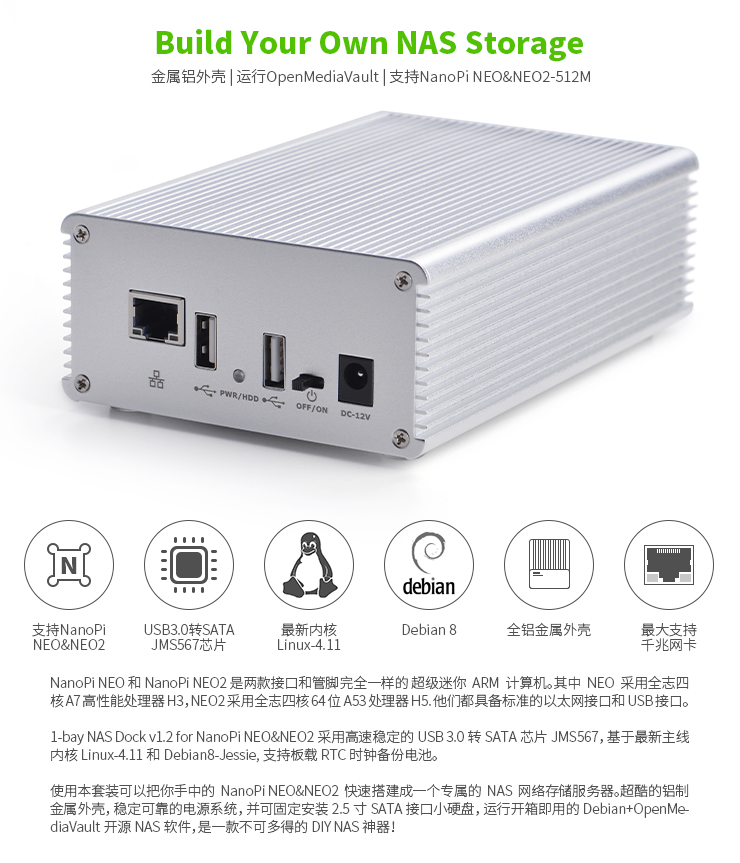 Build Your Own NAS Storage
金属铝外壳 | 运行OpenMediaVault | 支持NanoPi NEO&NEO2-512M
PWR/HDD
OFF/ON
DC-12V
N
debian
支持NanoPi
NEO&NEO2
USB3.0转SATA
JMS567芯片
最新内核
Linux-4.11
Debian 8
全铝金属外壳
最大支持
千兆网卡
NanoPi NEO 和 NanoPi NEO2 是两款接口和管脚完全一样的 超级迷你 ARM 计算机。其中 NEO 采用全志四
核A7高性能处理器H3, NEO2采用全志四核64位A53处理器H5. 他们都具备标准的以太网接口和USB接口。
1-bay NAS Dock v1.2 for NanoPi NEO&NEO2 采用高速稳定的 USB 3.0 转 SATA 芯片 JMS567, 基于最新主线
内核 Linux-4.11 和 Debian8-Jessie, 支持板载 RTC 时钟备份电池。
使用本套装可以把你手中的 NanoPi NEO&NEO2 快速搭建成一个专属的 NAS 网络存储服务器。超酷的铝制
金属外壳, 稳定可靠的电源系统, 并可固定安装 2.5 寸 SATA 接口小硬盘, 运行开箱即用的 Debian+OpenMe-
diaVault 开源 NAS 软件, 是一款不可多得的 DIY NAS 神器!